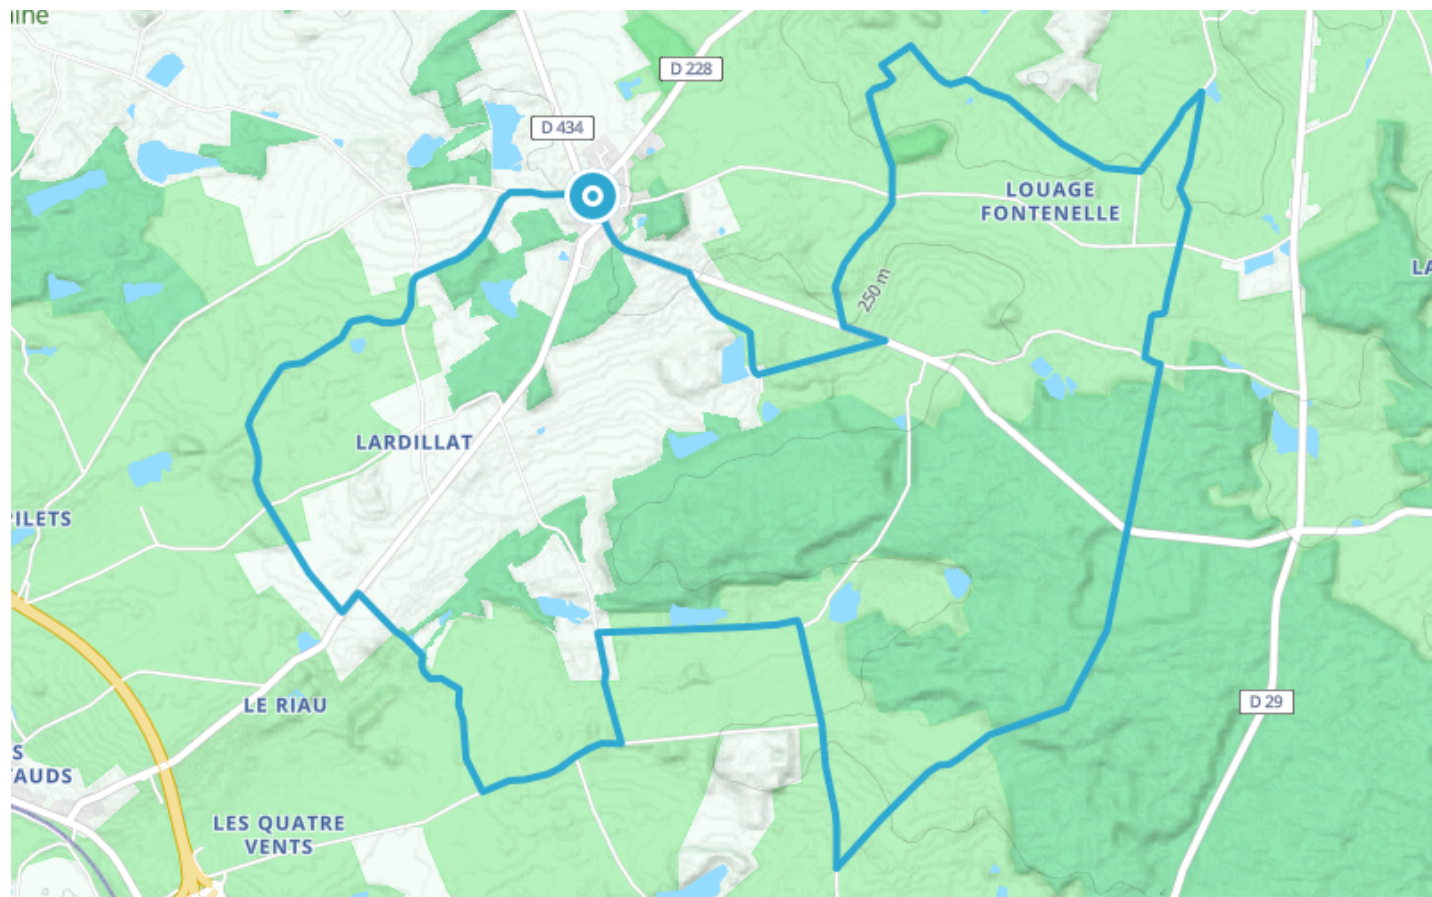 D 228
D 434
LOUAGE
FONTENELLE
250 m
LARDILLAT
D 29
LE RIAU
LES QUATRE
VENTS